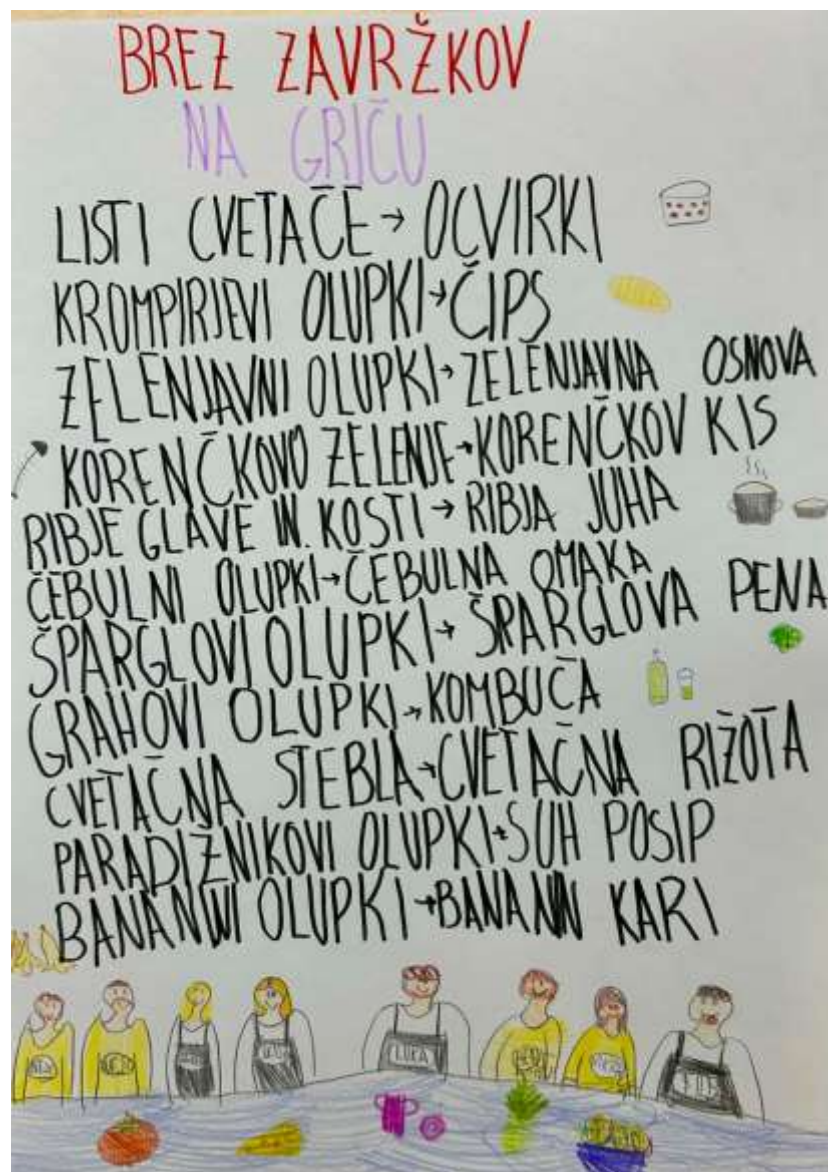 BREZ ZAVRŽKOV
NA GRIČU
LISTI CVETAČE → OCVIRKI
KROMPIRJEVI OLUPKI → ČIPS
ZELENJAVNI OLUPKI → ZELENJAVNA OSNOVA
KORENČKOVO ZELENJE → KORENČKOV KIS
RIBJE GLAVE IN KOSTI → RIBJA JUHA
ČEBULNI OLUPKI → ČEBULNA OMAKA
ŠPARGLOVI OLUPKI → ŠPARGLOVA PENA
GRAHOVI OLUPKI → KOMBUČA
CVETAČNA STEBLA → CVETAČNA RIŽOTA
PARADIŽNIKOVI OLUPKI → SUH POSIP
BANANINI OLUPKI → BANANIN KARI
LUKA